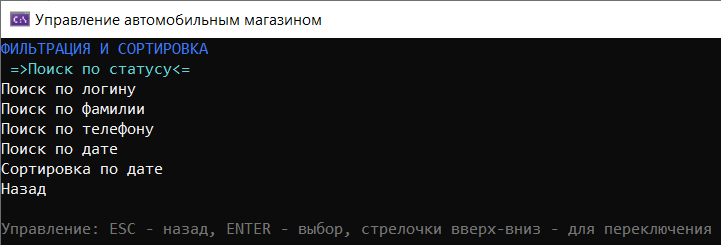 Управление автомобильным магазином
ФИЛЬТРАЦИЯ И СОРТИРОВКА
=>Поиск по статусу<=
Поиск по логину
Поиск по фамилии
Поиск по телефону
Поиск по дате
Сортировка по дате
Назад
Управление: ESC - назад, ENTER - выбор, стрелочки вверх-вниз - для переключения